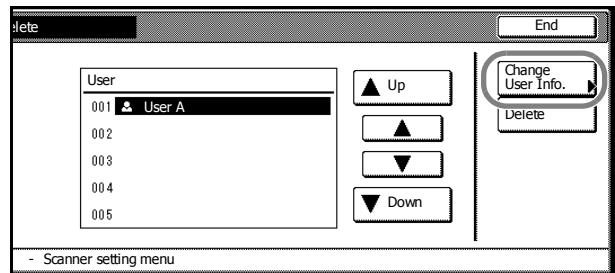 elete
End
User
001 User A
002
003
004
005
Up
Down
Change
User Info.
Delete
- Scanner setting menu